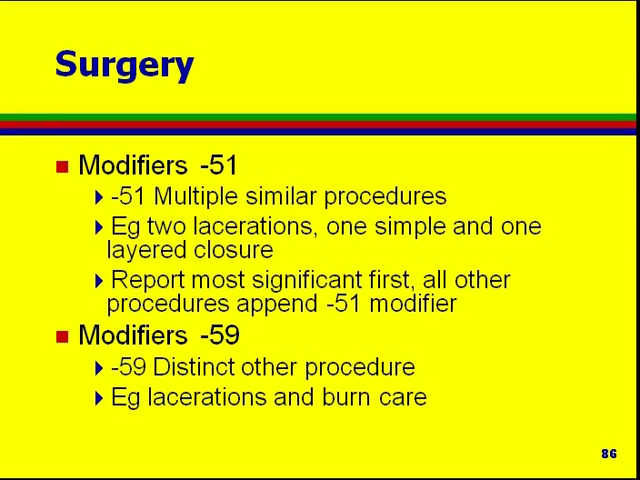 Surgery
Modifiers -51
-51 Multiple similar procedures
Eg two lacerations, one simple and one
layered closure
Report most significant first, all other
procedures append -51 modifier
Modifiers -59
-59 Distinct other procedure
Eg lacerations and burn care
86